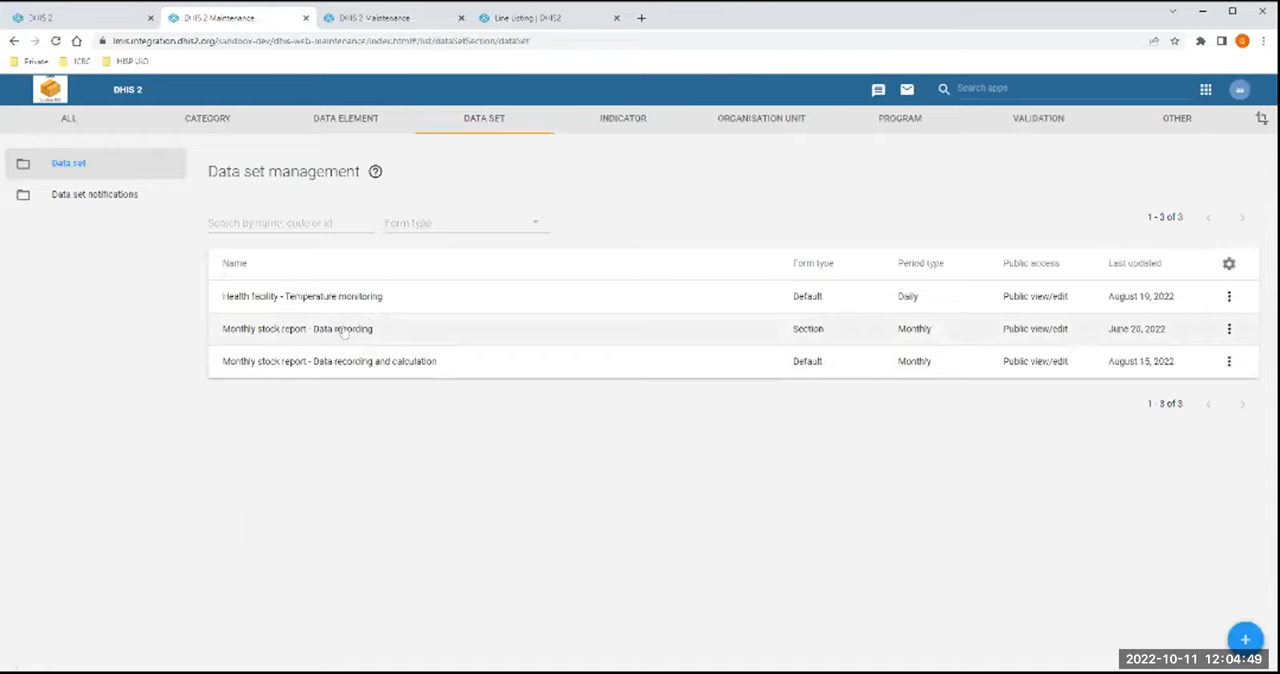 DHIS 2
DHIS 2 Maintenance
DHIS 2 Maintenance
Line Listing | DHIS2
lmis.integration.dhis2.org/sandbox-dev/dhis-web-maintenance/index.html#/list/dataSetSection/dataSet
Private
ICRC
HISP UiO
DHIS 2
Search apps
ALL
CATEGORY
DATA ELEMENT
DATA SET
INDICATOR
ORGANISATION UNIT
PROGRAM
VALIDATION
OTHER
Data set
Data set notifications
Data set management
Search by name, code or id
Form type
1 - 3 of 3
Name Form type Period type Public access Last updated
Health facility - Temperature monitoring Default Daily Public view/edit August 19, 2022
Monthly stock report - Data recording Section Monthly Public view/edit June 20, 2022
Monthly stock report - Data recording and calculation Default Monthly Public view/edit August 15, 2022
1 - 3 of 3
2022-10-11 12:04:49